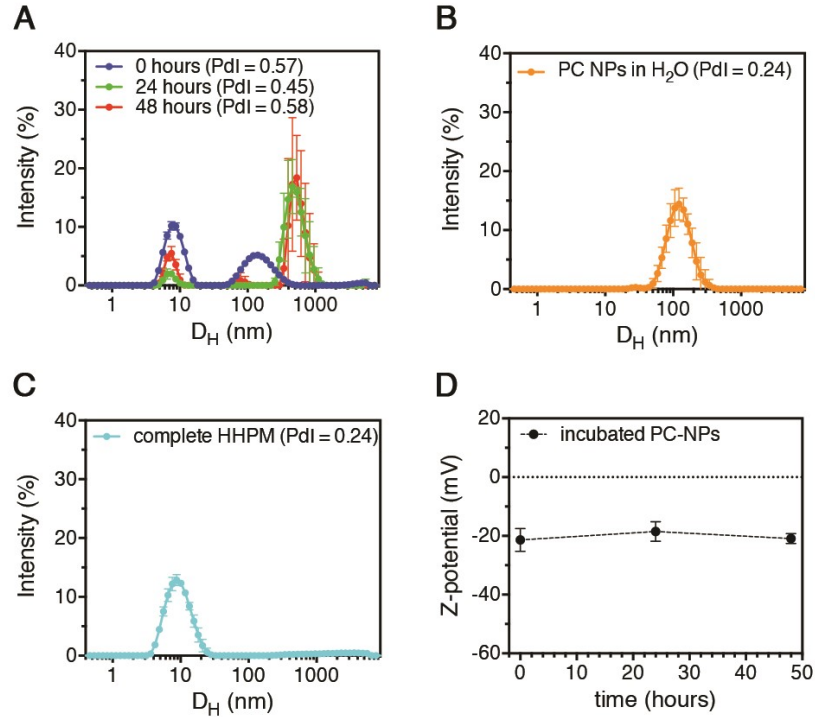 A
40
30
20
10
0
Intensity (%)
0 hours (PdI = 0.57)
24 hours (PdI = 0.45)
48 hours (PdI = 0.58)
1 10 100 1000
D_H (nm)
B
40
30
20
10
0
Intensity (%)
PC NPs in H₂O (PdI = 0.24)
1 10 100 1000
D_H (nm)
C
40
30
20
10
0
Intensity (%)
complete HHPM (PdI = 0.24)
1 10 100 1000
D_H (nm)
D
20
0
-20
-40
-60
Z-potential (mV)
incubated PC-NPs
0 10 20 30 40 50
time (hours)